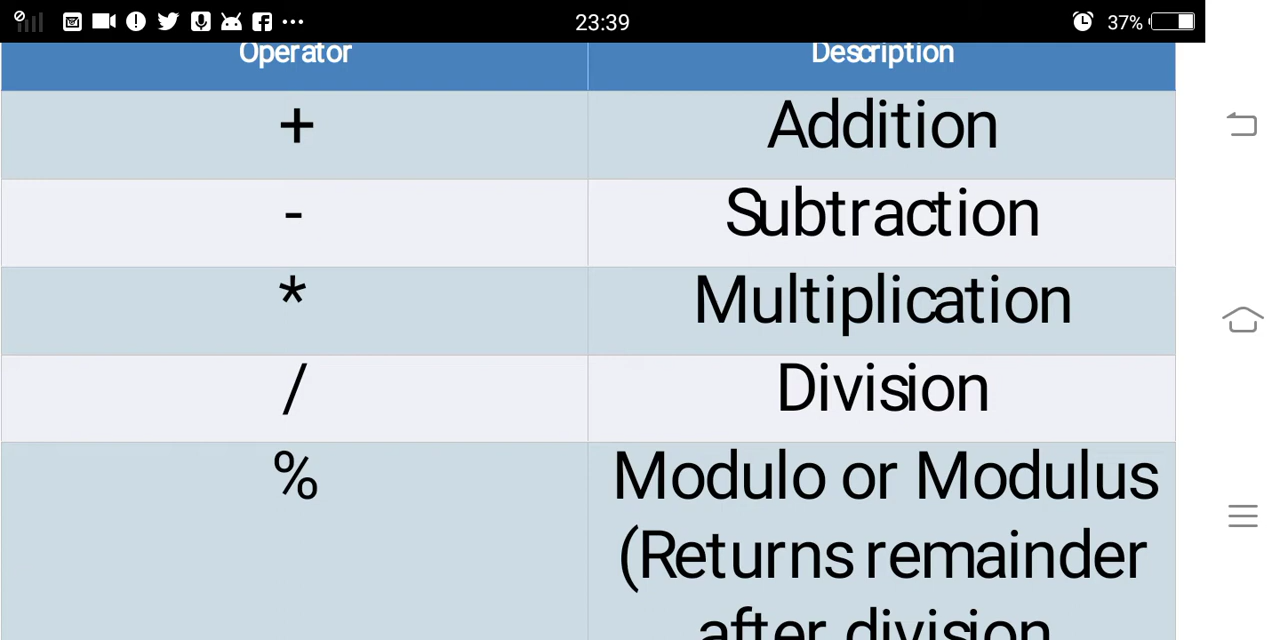 23:39
37%
Operator Description
+ Addition
- Subtraction
* Multiplication
/ Division
% Modulo or Modulus
(Returns remainder
after division